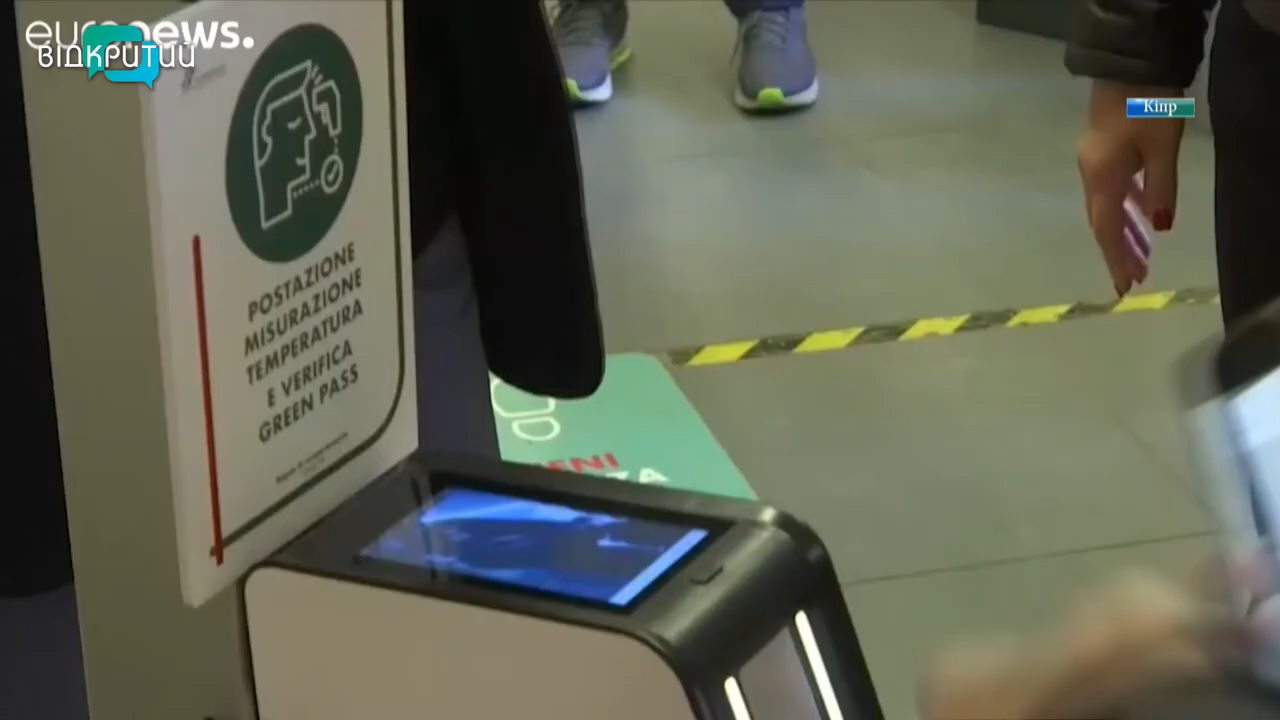 euronews.
ВІДКРИТИЙ
Кіпр
POSTAZIONE
MISURAZIONE
TEMPERATURA
E VERIFICA
GREEN PASS